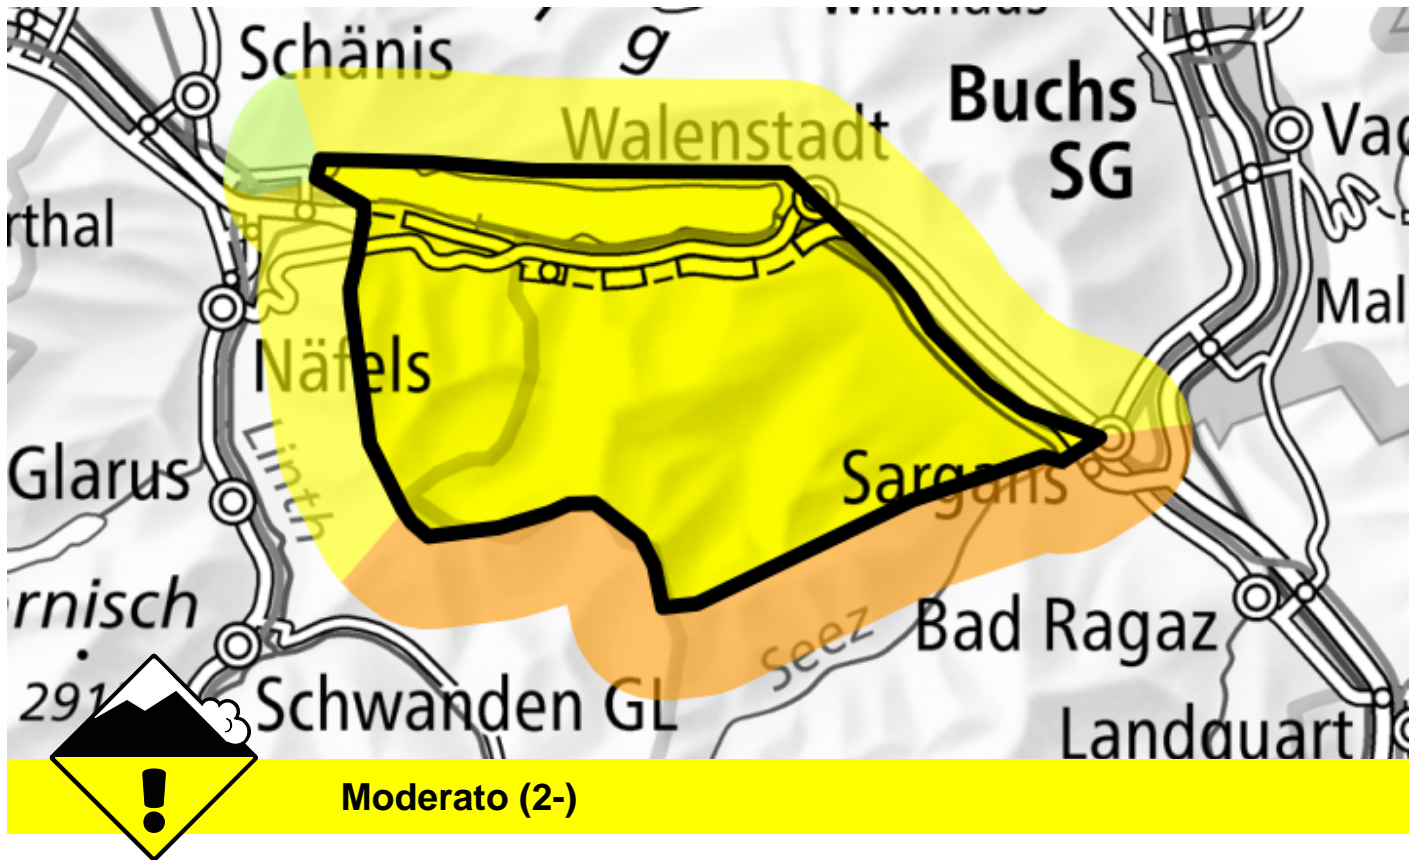 Schänis
g
Walenstadt
Buchs
SG
Vad
rthal
Mal
Näfels
Linth
Glarus
Sargans
rnisch
291
Seez
Bad Ragaz
Schwanden GL
Landquart
Moderato (2-)